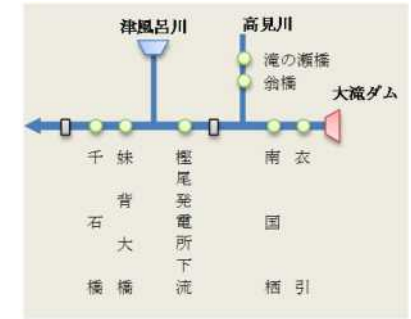 津風呂川
高見川
滝の瀬橋
翁橋
大滝ダム
千石橋
妹背大橋
樫尾発電所下流
南国栖
衣引